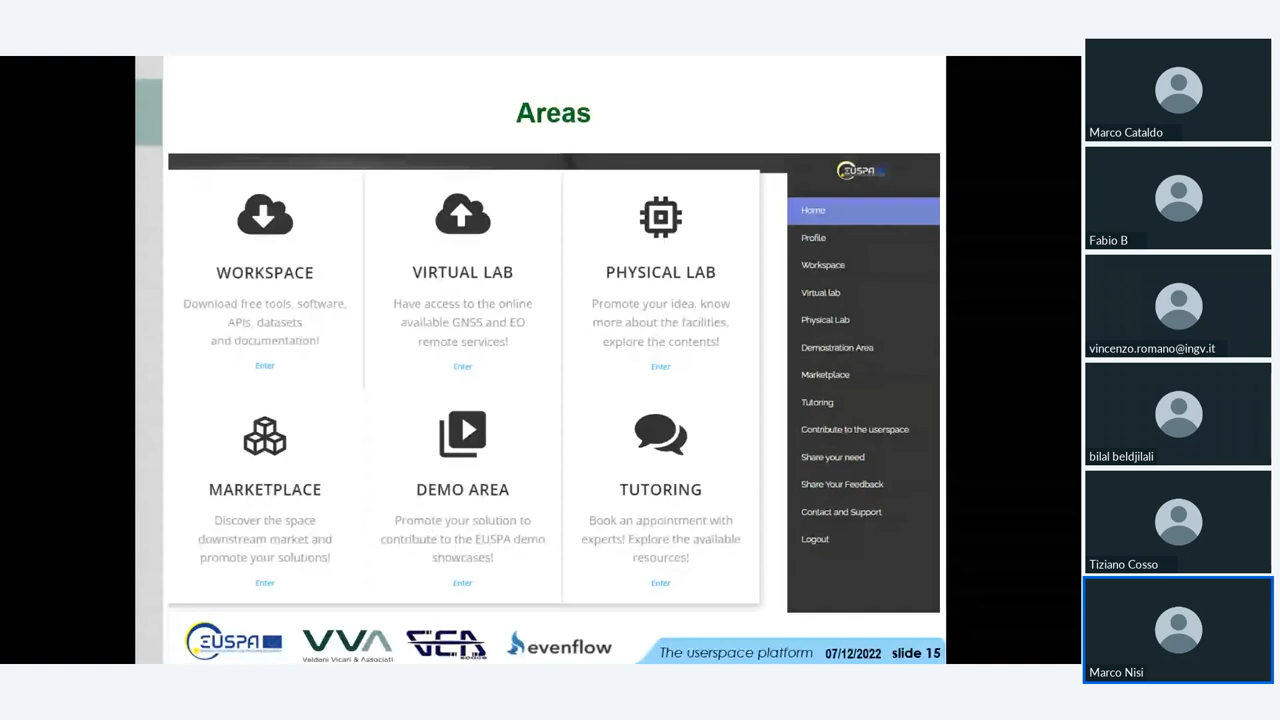 Areas
EUSPA
WORKSPACE
Download free tools, software,
APIs, datasets
and documentation!
Enter
VIRTUAL LAB
Have access to the online
available GNSS and EO
remote services!
Enter
PHYSICAL LAB
Promote your idea, know
more about the facilities,
explore the contents!
Enter
MARKETPLACE
Discover the space
downstream market and
promote your solutions!
Enter
DEMO AREA
Promote your solution to
contribute to the EUSPA demo
showcases!
Enter
TUTORING
Book an appointment with
experts! Explore the available
resources!
Enter
Home
Profile
Workspace
Virtual lab
Physical Lab
Demostration Area
Marketplace
Tutoring
Contribute to the userspace
Share your need
Share Your Feedback
Contact and Support
Logout
EUSPA
VVA
Valdani Vicari & Associati
evenflow
The userspace platform 07/12/2022 slide 15
Marco Cataldo
Fabio B
vincenzo.romano@ingv.it
bilal beldjilali
Tiziano Cosso
Marco Nisi